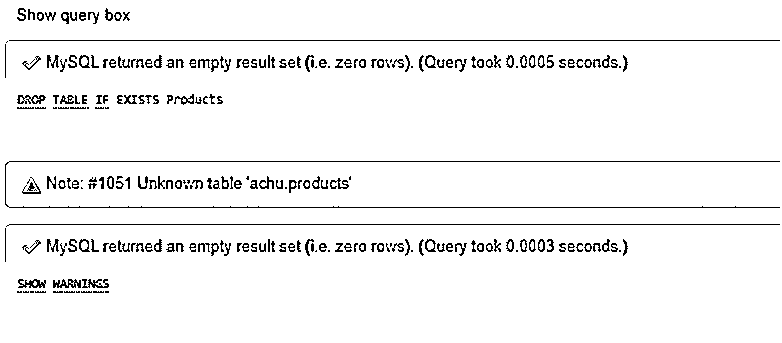 Show query box
MySQL returned an empty result set (i.e. zero rows). (Query took 0.0005 seconds.)
DROP TABLE IF EXISTS Products
Note: #1051 Unknown table 'achu.products'
MySQL returned an empty result set (i.e. zero rows). (Query took 0.0003 seconds.)
SHOW WARNINGS